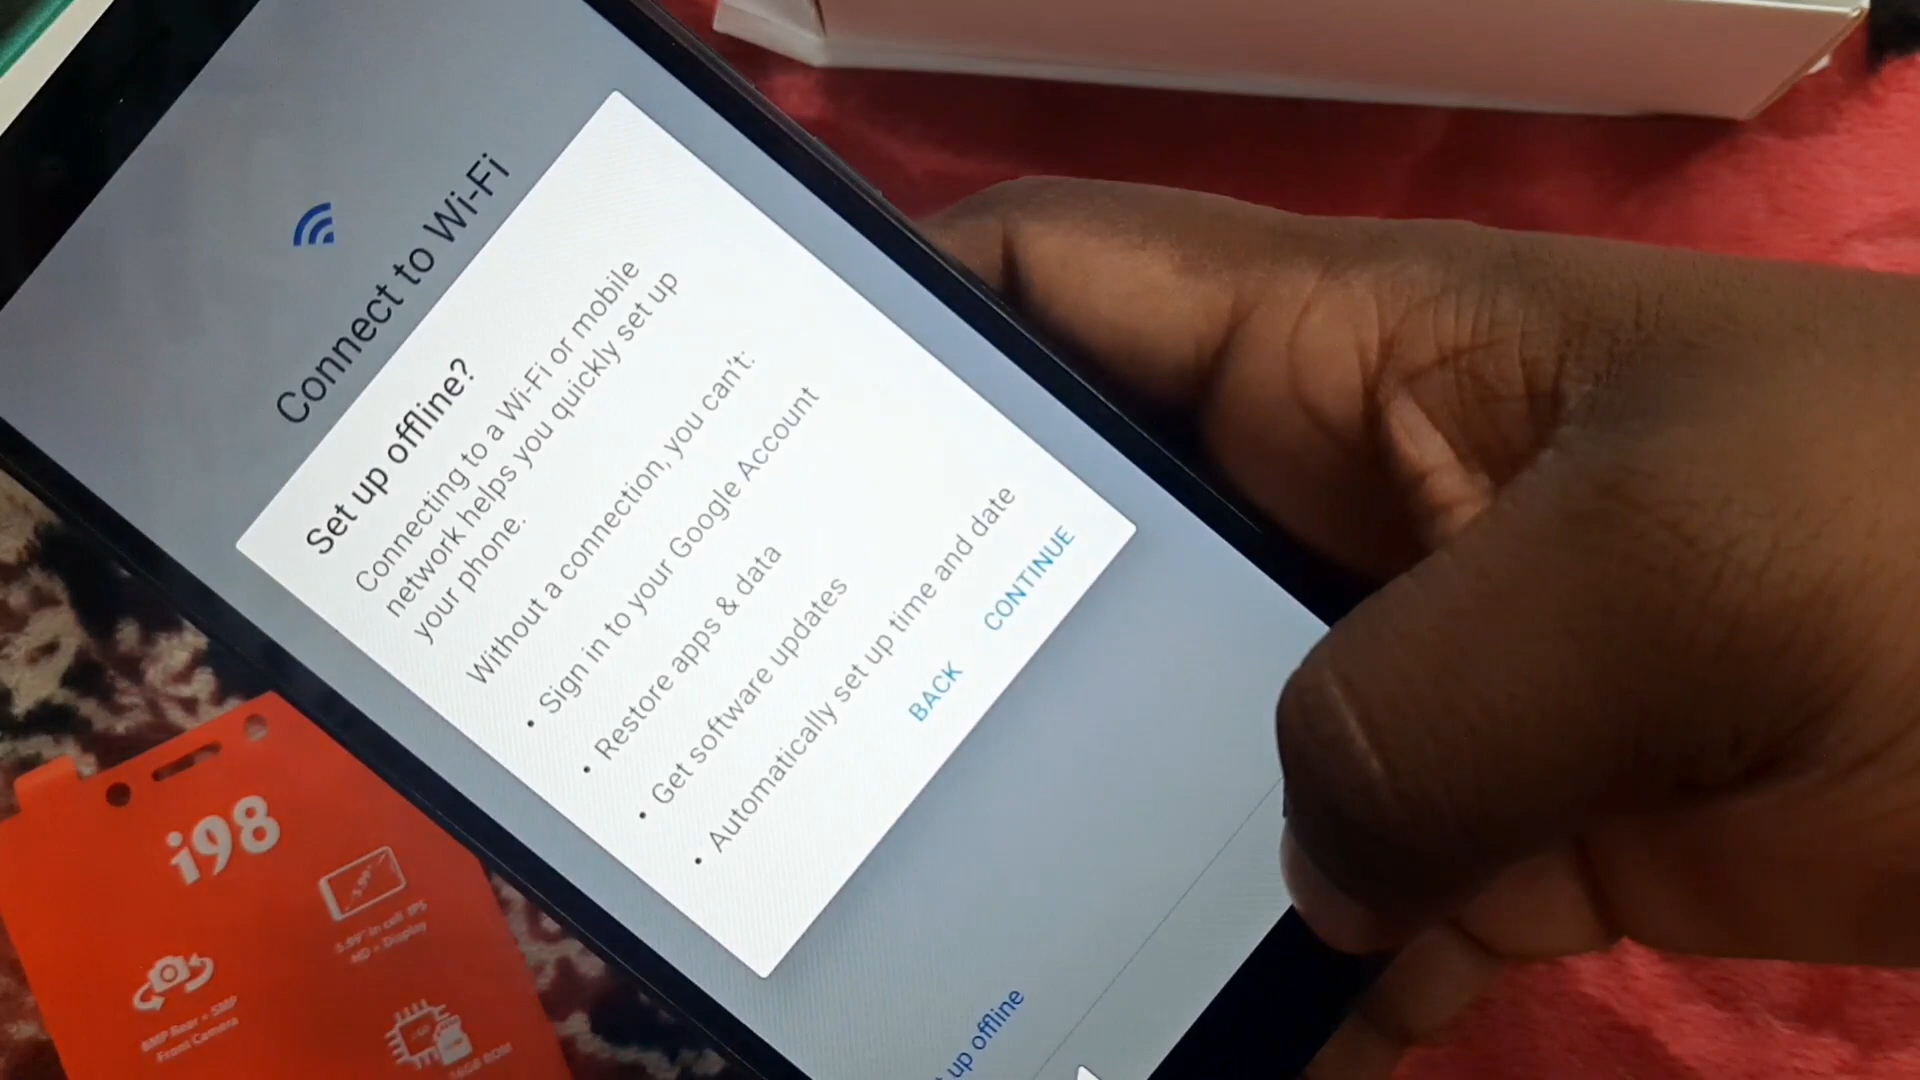 Connect to Wi-Fi
Set up offline?
Connecting to a Wi-Fi or mobile
network helps you quickly set up
your phone.
Without a connection, you can't:
• Sign in to your Google Account
• Restore apps & data
• Get software updates
• Automatically set up time and date
BACK CONTINUE
up offline
i98
5.99" In cell IPS
HD + Display
8MP Rear + 5MP
Front Camera
16GB ROM